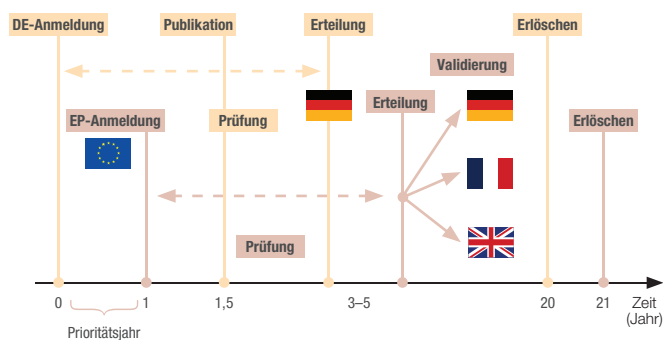 DE-Anmeldung
Publikation
Erteilung
Erlöschen
Validierung
EP-Anmeldung
Prüfung
Erteilung
Erlöschen
Prüfung
0
1
1,5
3–5
20
21
Zeit
(Jahr)
Prioritätsjahr